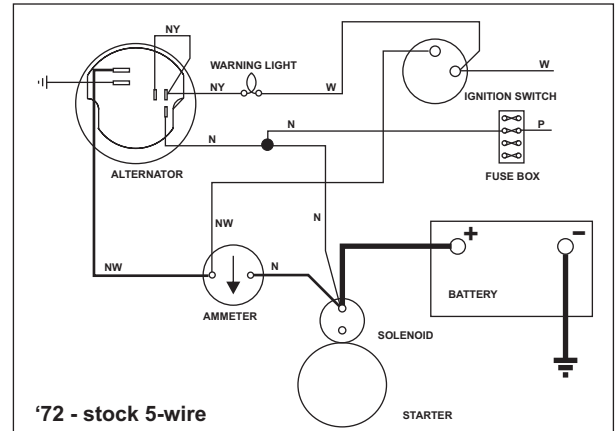 NY
WARNING LIGHT
NY
W
W
IGNITION SWITCH
N
N
P
ALTERNATOR
FUSE BOX
NW
N
+
−
NW
N
BATTERY
AMMETER
SOLENOID
STARTER
‘72 - stock 5-wire